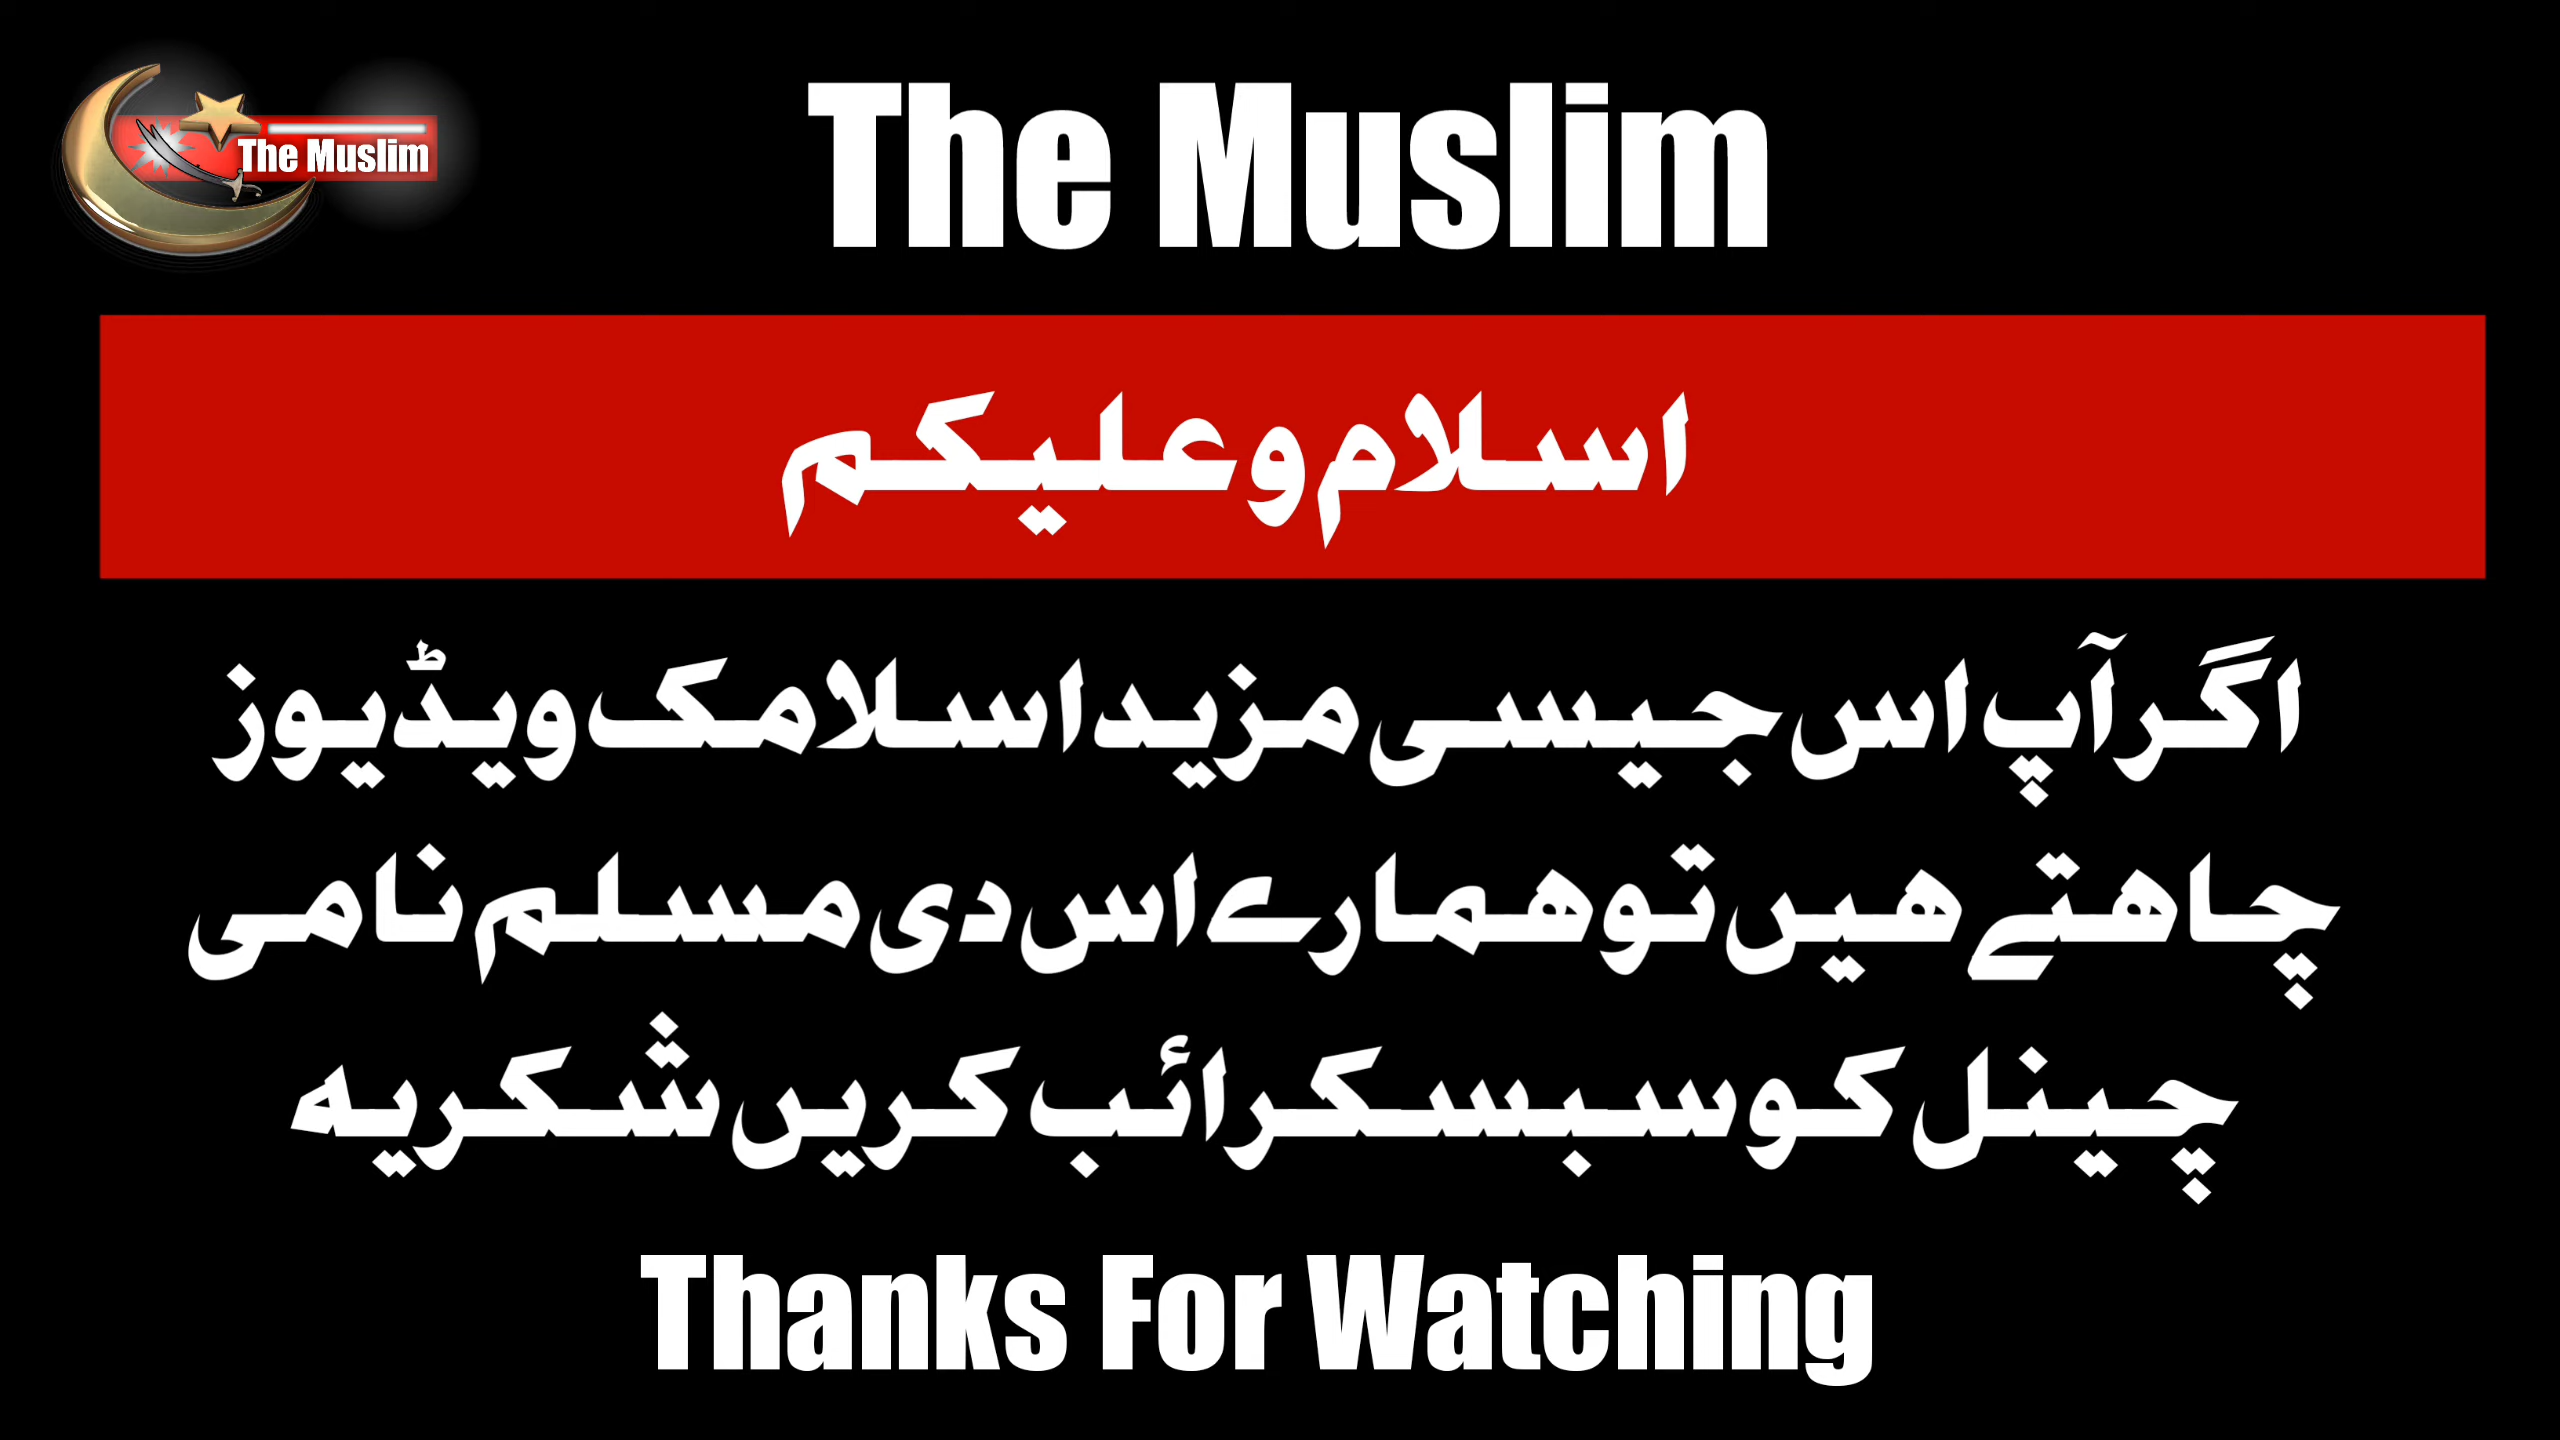 The Muslim
The Muslim
اسلام و علیکم
اگر آپ اس جیسی مزید اسلامک ویڈیوز
چاھتے ھیں تو ھمارے اس دی مسلم نامی
چینل کو سبسکرائب کریں شکریہ
Thanks For Watching